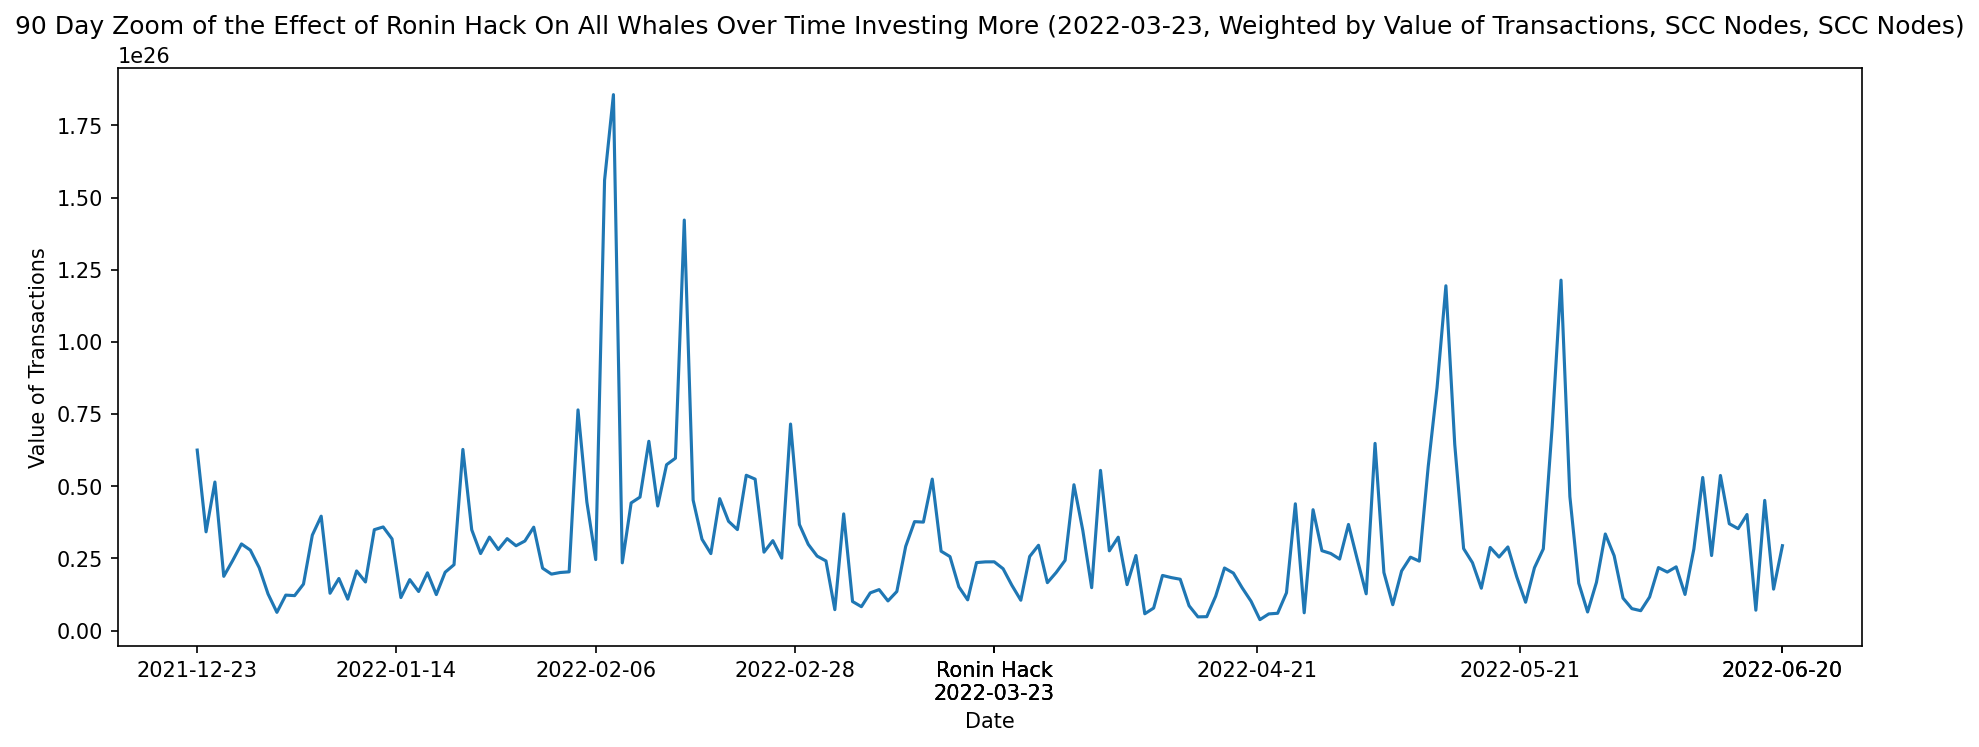 90 Day Zoom of the Effect of Ronin Hack On All Whales Over Time Investing More (2022-03-23, Weighted by Value of Transactions, SCC Nodes, SCC Nodes)
1e26
1.75
1.50
1.25
1.00
0.75
0.50
0.25
0.00
Value of Transactions
2021-12-23 2022-01-14 2022-02-06 2022-02-28 Ronin Hack 2022-04-21 2022-05-21 2022-06-20
2022-03-23
Date